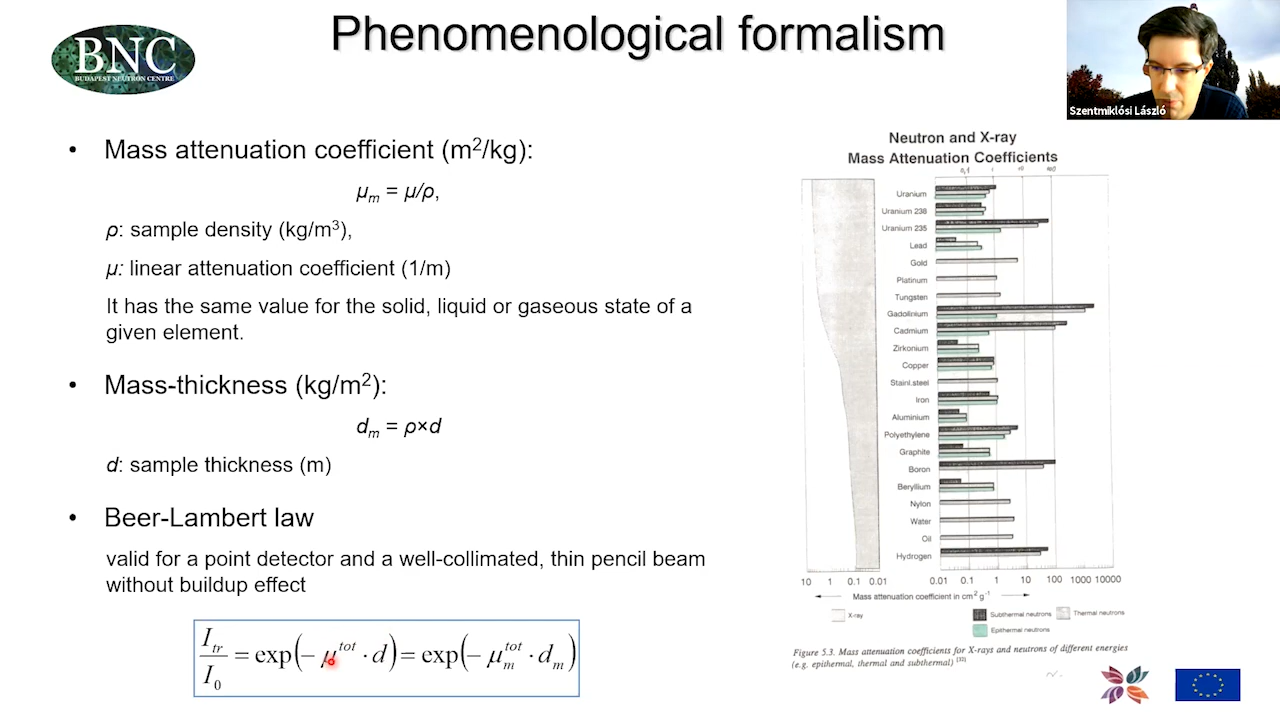 Phenomenological formalism
BNC
BUDAPEST NEUTRON CENTRE
Szentmiklósi László
• Mass attenuation coefficient (m²/kg):
μm = μ/ρ,
ρ: sample density (kg/m³),
μ: linear attenuation coefficient (1/m)
It has the same value for the solid, liquid or gaseous state of a
given element.
• Mass-thickness (kg/m²):
dm = ρ×d
d: sample thickness (m)
• Beer-Lambert law
valid for a point detector and a well-collimated, thin pencil beam
without buildup effect
Itr/I0 = exp(− μ^tot · d) = exp(− μm^tot · dm)
Neutron and X-ray
Mass Attenuation Coefficients
Uranium
Uranium 238
Uranium 235
Lead
Gold
Platinum
Tungsten
Gadolinium
Cadmium
Zirkonium
Copper
Stainl.steel
Iron
Aluminium
Polyethylene
Graphite
Boron
Beryllium
Nylon
Water
Oil
Hydrogen
10 1 0.1 0.01 0.01 0.1 1 10 100 1000 10000
Mass attenuation coefficient in cm² g⁻¹
X-ray
Subthermal neutrons
Thermal neutrons
Epithermal neutrons
Figure 5.3. Mass attenuation coefficients for X-rays and neutrons of different energies
(e.g. epithermal, thermal and subthermal)